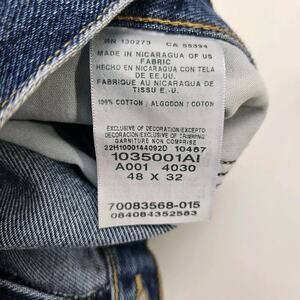 RN 130273 CA 55394
MADE IN NICARAGUA OF US
FABRIC
HECHO EN NICARAGUA CON TELA
DE EE.UU.
FABRIQUE AU NICARAGUA DE
TISSU E.-U.
100% COTTON / ALGODON / COTON
EXCLUSIVE OF DECORATION/EXCEPTO
DECORACION EXCLUSIVE OF TRIMMING
GARNITURE NON COMPRISE
22H1000144092D 10467
1035001AI
A001 4030
48 X 32
70083568-015
084084352583